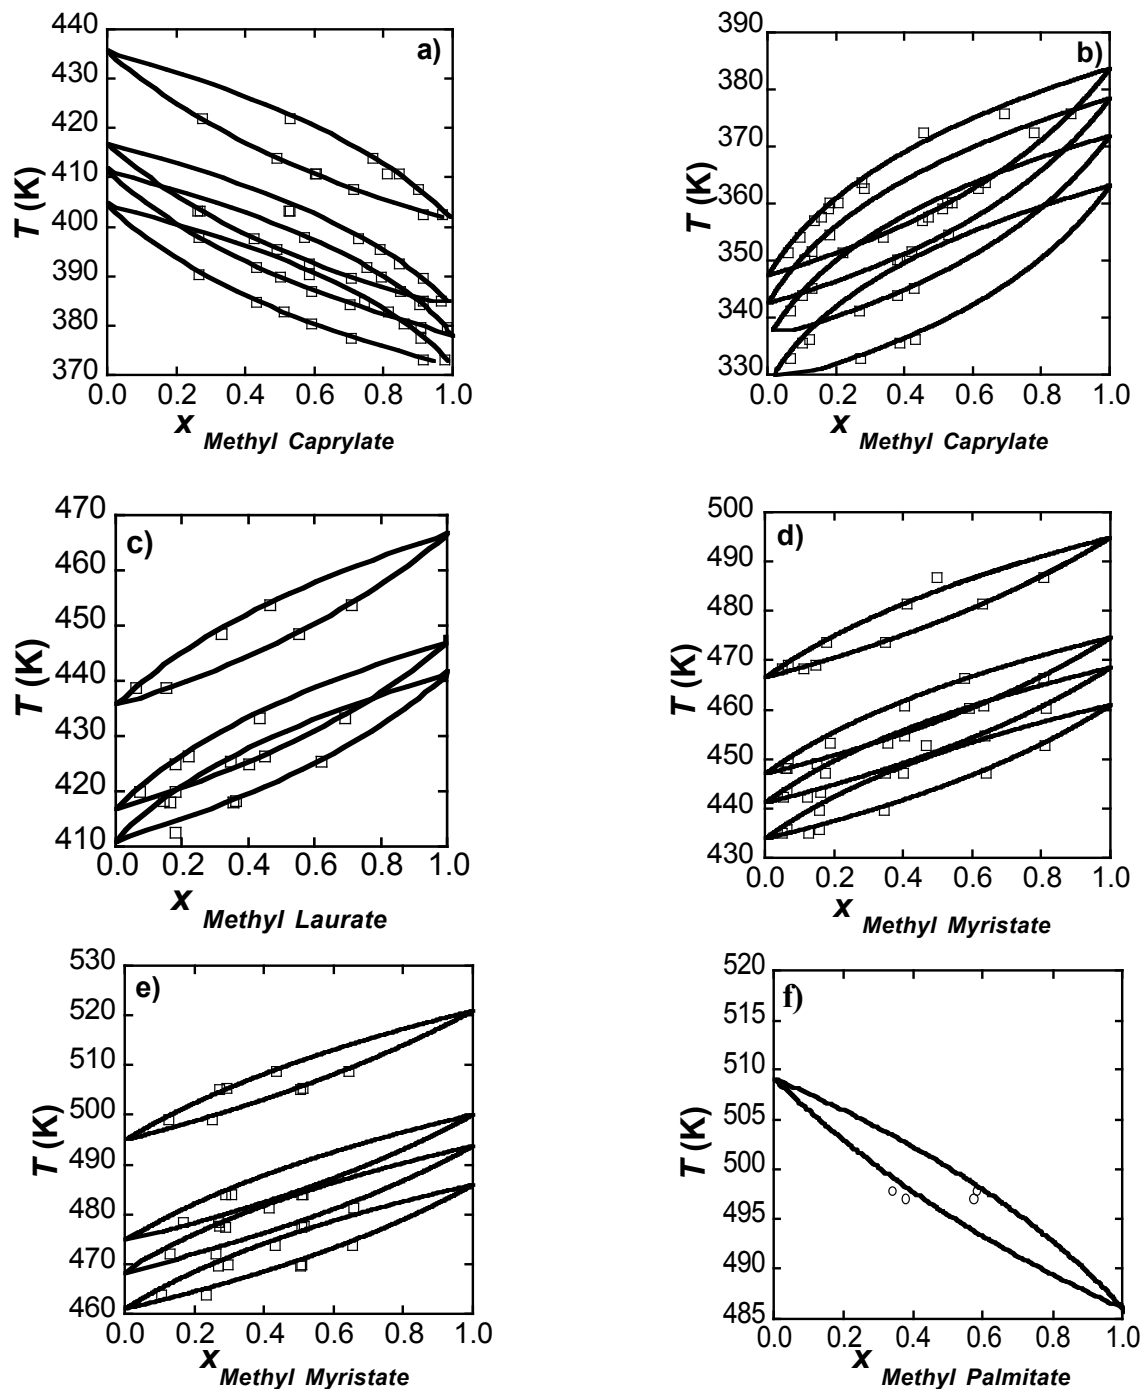 a)
440
430
420
410
400
390
380
370
T (K)
0.0 0.2 0.4 0.6 0.8 1.0
x Methyl Caprylate
b)
390
380
370
360
350
340
330
T (K)
0.0 0.2 0.4 0.6 0.8 1.0
x Methyl Caprylate
c)
470
460
450
440
430
420
410
T (K)
0.0 0.2 0.4 0.6 0.8 1.0
x Methyl Laurate
d)
500
490
480
470
460
450
440
430
T (K)
0.0 0.2 0.4 0.6 0.8 1.0
x Methyl Myristate
e)
530
520
510
500
490
480
470
460
T (K)
0.0 0.2 0.4 0.6 0.8 1.0
x Methyl Myristate
f)
520
515
510
505
500
495
490
485
T (K)
0.0 0.2 0.4 0.6 0.8 1.0
x Methyl Palmitate